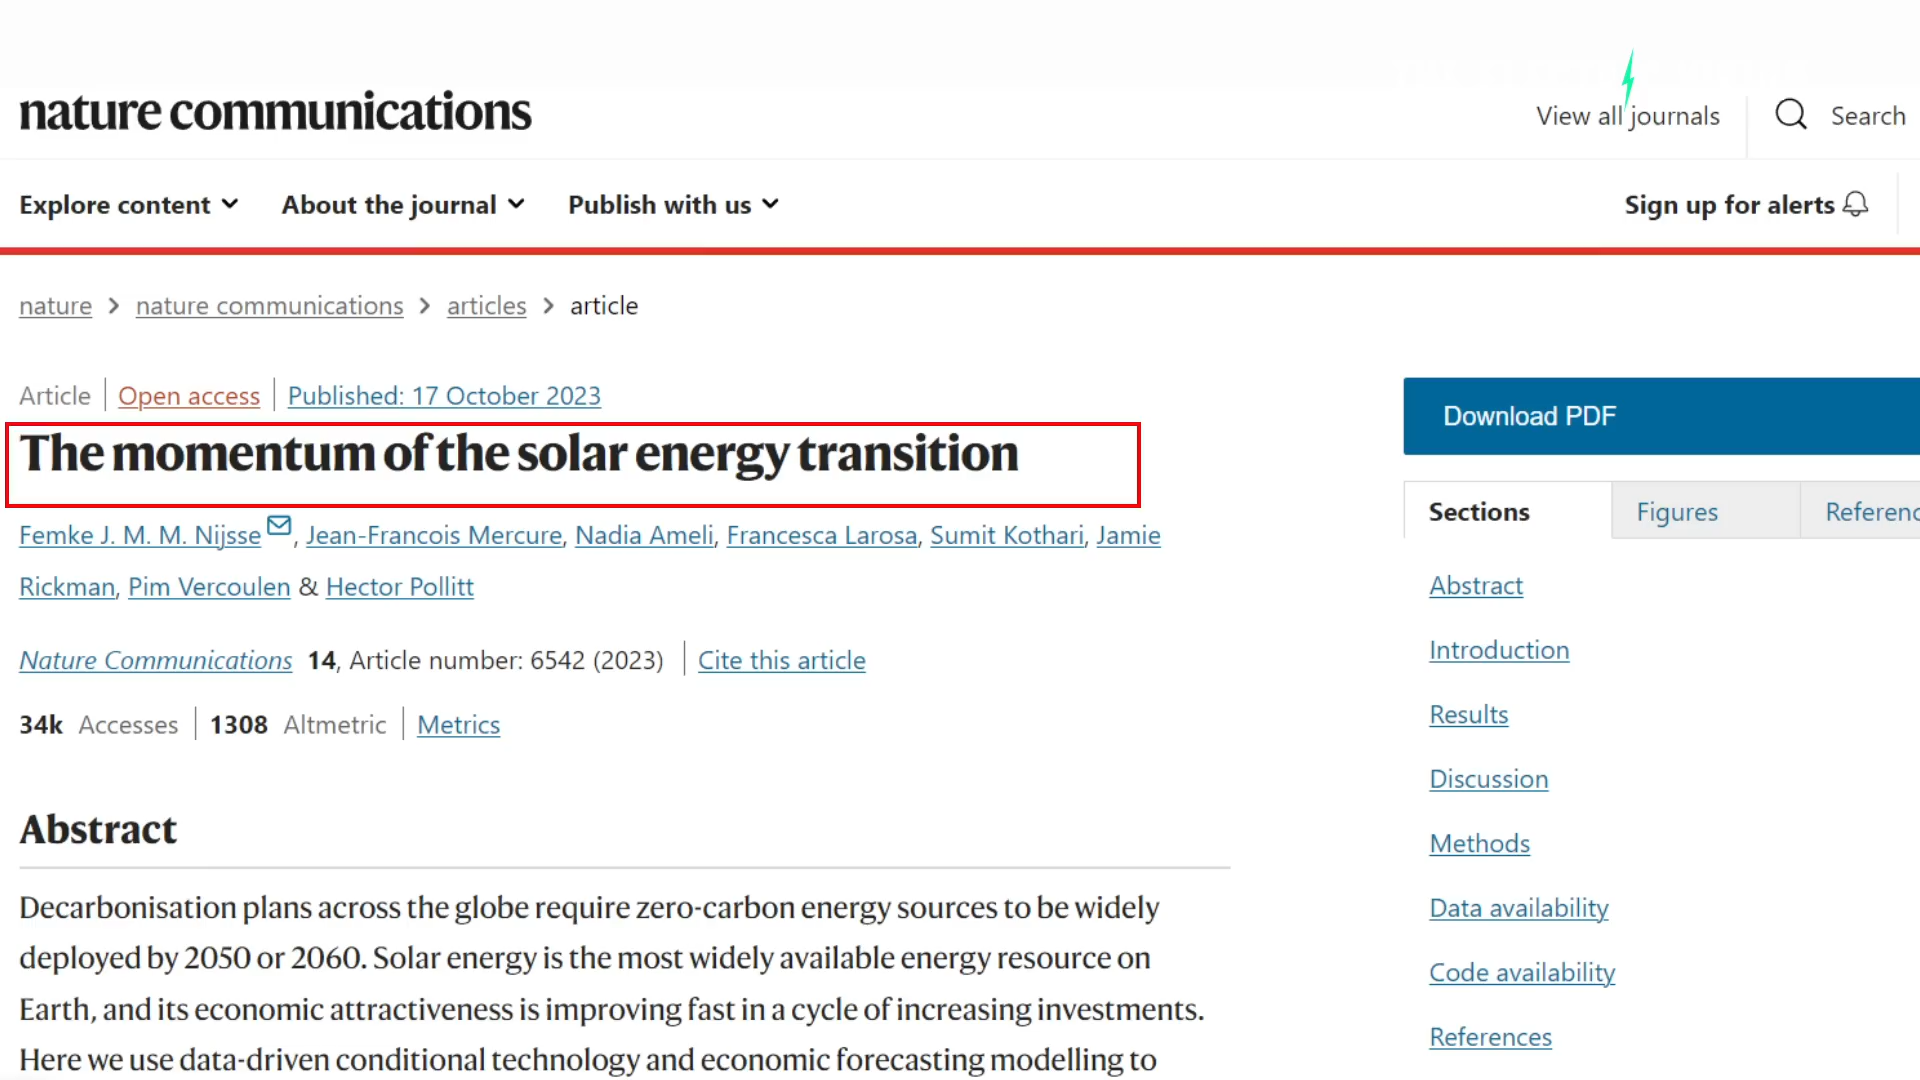 nature communications
View all journals
Search
Explore content
About the journal
Publish with us
Sign up for alerts
nature > nature communications > articles > article
Article | Open access | Published: 17 October 2023
The momentum of the solar energy transition
Femke J. M. M. Nijsse, Jean-Francois Mercure, Nadia Ameli, Francesca Larosa, Sumit Kothari, Jamie
Rickman, Pim Vercoulen & Hector Pollitt
Nature Communications 14, Article number: 6542 (2023) | Cite this article
34k Accesses | 1308 Altmetric | Metrics
Abstract
Decarbonisation plans across the globe require zero-carbon energy sources to be widely
deployed by 2050 or 2060. Solar energy is the most widely available energy resource on
Earth, and its economic attractiveness is improving fast in a cycle of increasing investments.
Here we use data-driven conditional technology and economic forecasting modelling to
Download PDF
Sections
Figures
Referenc
Abstract
Introduction
Results
Discussion
Methods
Data availability
Code availability
References